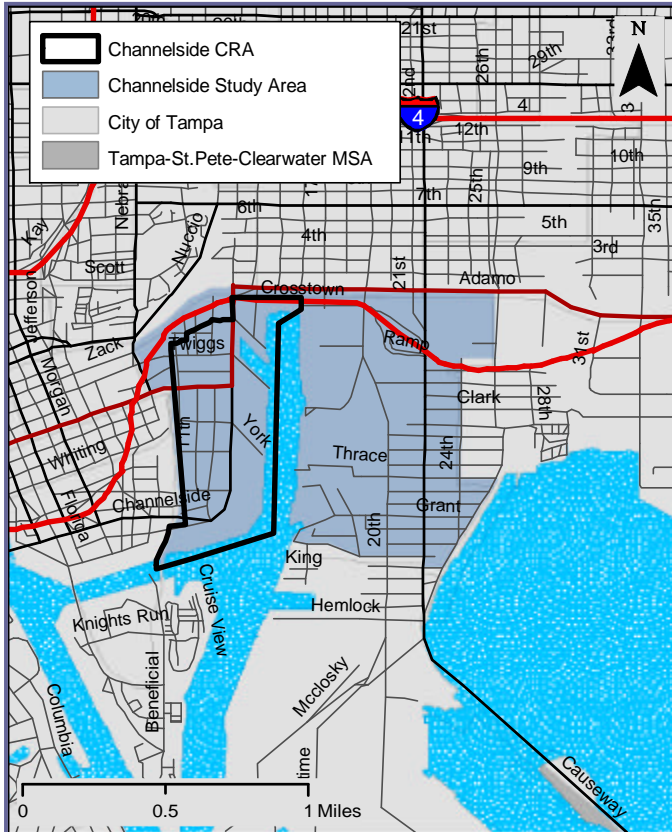 Channelside CRA
Channelside Study Area
City of Tampa
Tampa-St.Pete-Clearwater MSA
N
21st
26th
29th
33rd
4
4
3
12th
11th
10th
9th
7th
25th
35th
6th
5th
4th
3rd
Kay
Nuccio
Scott
Jefferson
21st
Adamo
Crosstown
Zack
Twiggs
Ramp
31st
Morgan
Clark
28th
11th
York
Whiting
Thrace
24th
Florida
Channelside
Grant
20th
King
Cruise View
Hemlock
Knights Run
Beneficial
Mcclosky
Columbia
time
Causeway
0 0.5 1 Miles